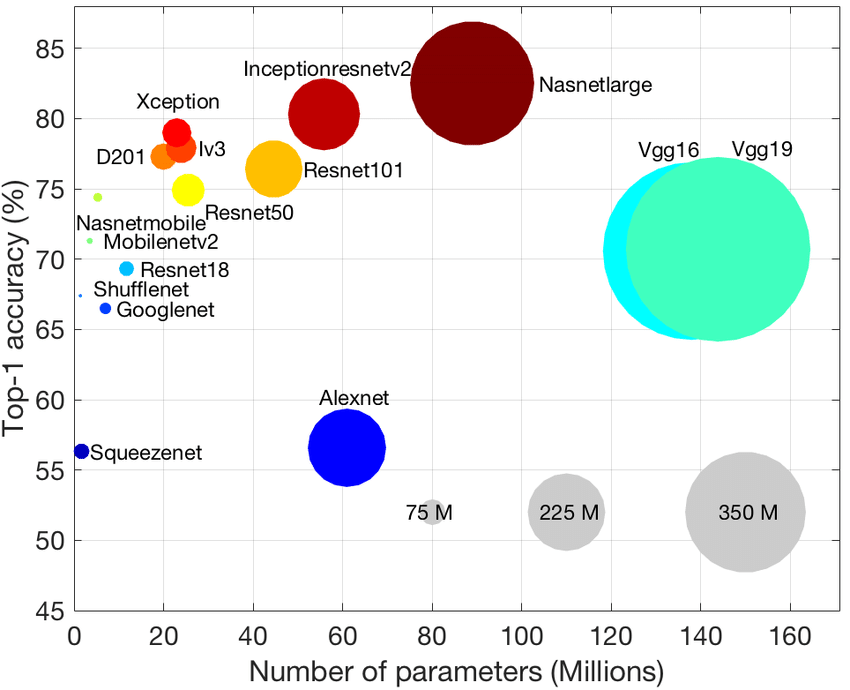 85
80
75
70
65
60
55
50
45
Top-1 accuracy (%)
Inceptionresnetv2
Nasnetlarge
Xception
Iv3
D201
Resnet101
Vgg16
Vgg19
Resnet50
Nasnetmobile
Mobilenetv2
Resnet18
Shufflenet
Googlenet
Alexnet
Squeezenet
75 M
225 M
350 M
0 20 40 60 80 100 120 140 160
Number of parameters (Millions)